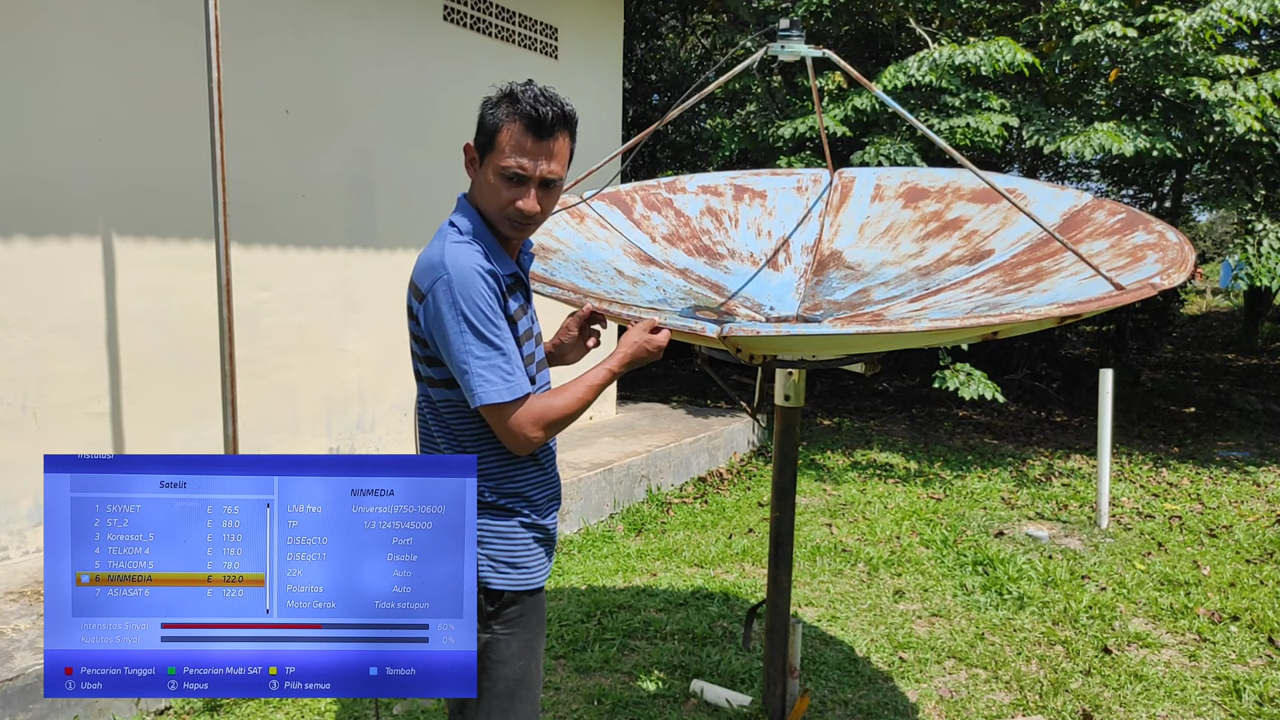 Instalasi
Satelit
1 SKYNET E 76.5
2 ST_2 E 88.0
3 Koreasat_5 E 113.0
4 TELKOM 4 E 118.0
5 THAICOM 5 E 78.0
6 NINMEDIA E 122.0
7 ASIASAT 6 E 122.0
NINMEDIA
LNB freq Universal(9750-10600)
TP 1/3 12415V45000
DiSEqC1.0 Port1
DiSEqC1.1 Disable
22K Auto
Polaritas Auto
Motor Gerak Tidak satupun
Intensitas Sinyal 60%
Kualitas Sinyal 0%
Pencarian Tunggal Pencarian Multi SAT TP Tambah
1 Ubah 2 Hapus 3 Pilih semua